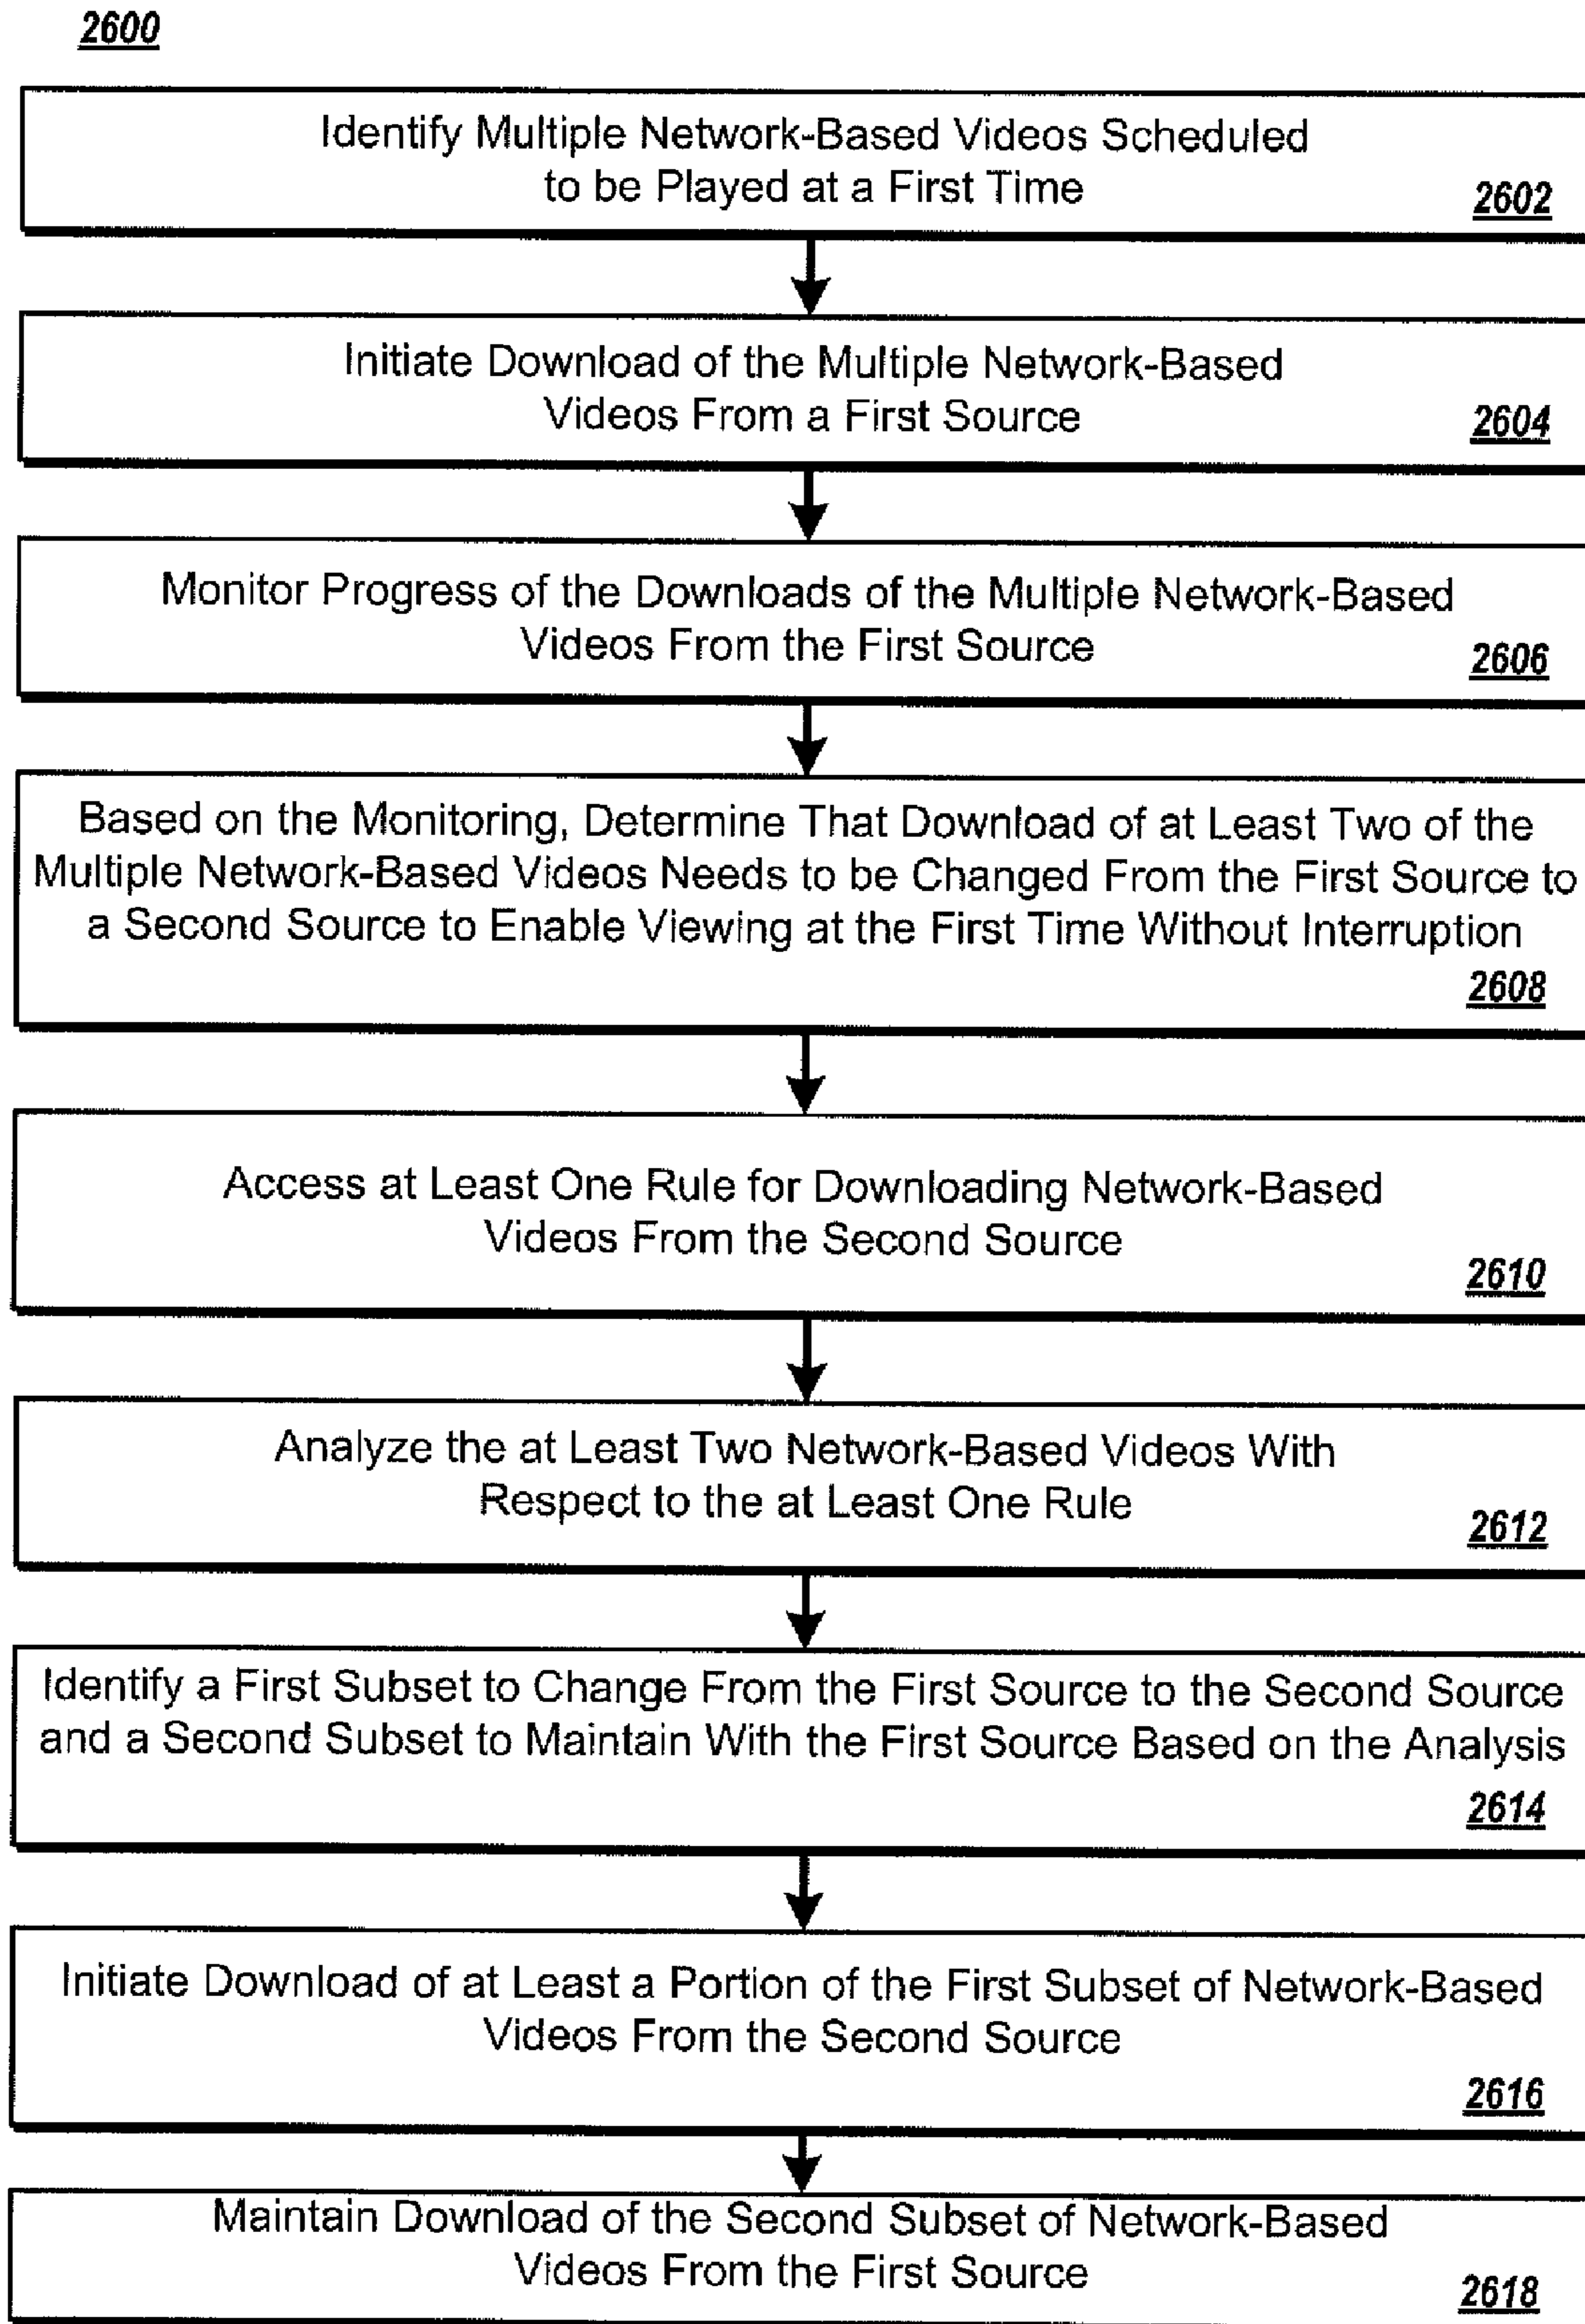 2600
Identify Multiple Network-Based Videos Scheduled
to be Played at a First Time
2602
Initiate Download of the Multiple Network-Based
Videos From a First Source
2604
Monitor Progress of the Downloads of the Multiple Network-Based
Videos From the First Source
2606
Based on the Monitoring, Determine That Download of at Least Two of the
Multiple Network-Based Videos Needs to be Changed From the First Source to
a Second Source to Enable Viewing at the First Time Without Interruption
2608
Access at Least One Rule for Downloading Network-Based
Videos From the Second Source
2610
Analyze the at Least Two Network-Based Videos With
Respect to the at Least One Rule
2612
Identify a First Subset to Change From the First Source to the Second Source
and a Second Subset to Maintain With the First Source Based on the Analysis
2614
Initiate Download of at Least a Portion of the First Subset of Network-Based
Videos From the Second Source
2616
Maintain Download of the Second Subset of Network-Based
Videos From the First Source
2618